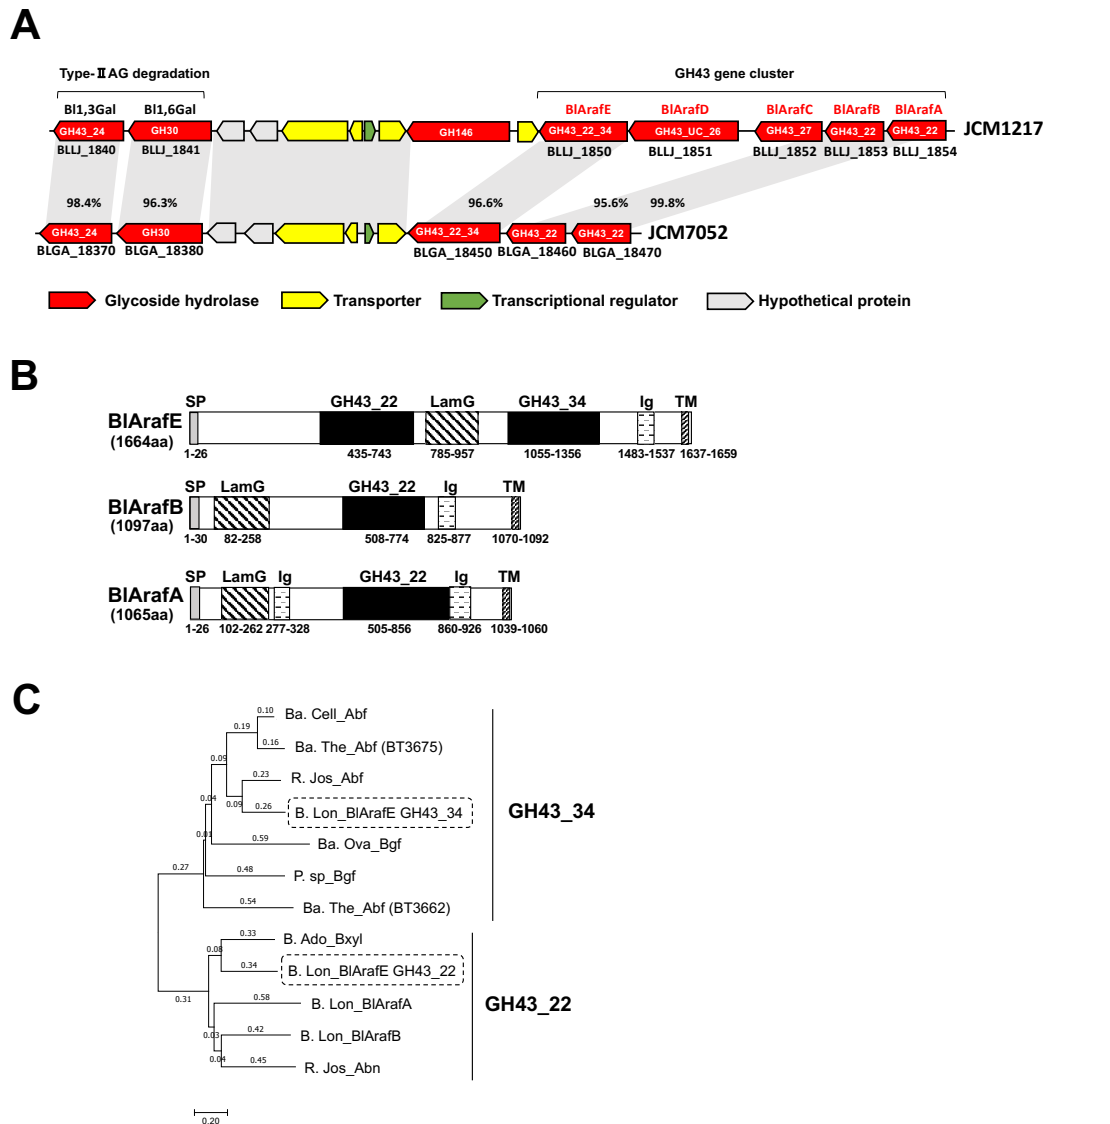 A
Type-Ⅱ AG degradation
GH43 gene cluster
Bl1,3Gal Bl1,6Gal BlArafE BlArafD BlArafC BlArafB BlArafA
GH43_24 GH30 GH146 GH43_22_34 GH43_UC_26 GH43_27 GH43_22 GH43_22 JCM1217
BLLJ_1840 BLLJ_1841 BLLJ_1850 BLLJ_1851 BLLJ_1852 BLLJ_1853 BLLJ_1854
98.4% 96.3% 96.6% 95.6% 99.8%
GH43_24 GH30 GH43_22_34 GH43_22 GH43_22 JCM7052
BLGA_18370 BLGA_18380 BLGA_18450 BLGA_18460 BLGA_18470
Glycoside hydrolase Transporter Transcriptional regulator Hypothetical protein
B
SP GH43_22 LamG GH43_34 Ig TM
BlArafE
(1664aa)
1-26 435-743 785-957 1055-1356 1483-1537 1637-1659
SP LamG GH43_22 Ig TM
BlArafB
(1097aa)
1-30 82-258 508-774 825-877 1070-1092
SP LamG Ig GH43_22 Ig TM
BlArafA
(1065aa)
1-26 102-262 277-328 505-856 860-926 1039-1060
C
0.10 Ba. Cell_Abf
0.19
0.16 Ba. The_Abf (BT3675)
0.09
0.23 R. Jos_Abf
0.04 0.09 0.26 B. Lon_BlArafE GH43_34
GH43_34
0.01 0.59 Ba. Ova_Bgf
0.27 0.48 P. sp_Bgf
0.54 Ba. The_Abf (BT3662)
0.33 B. Ado_Bxyl
0.08
0.34 B. Lon_BlArafE GH43_22
0.31 0.58 B. Lon_BlArafA
GH43_22
0.03 0.42 B. Lon_BlArafB
0.04 0.45 R. Jos_Abn
0.20